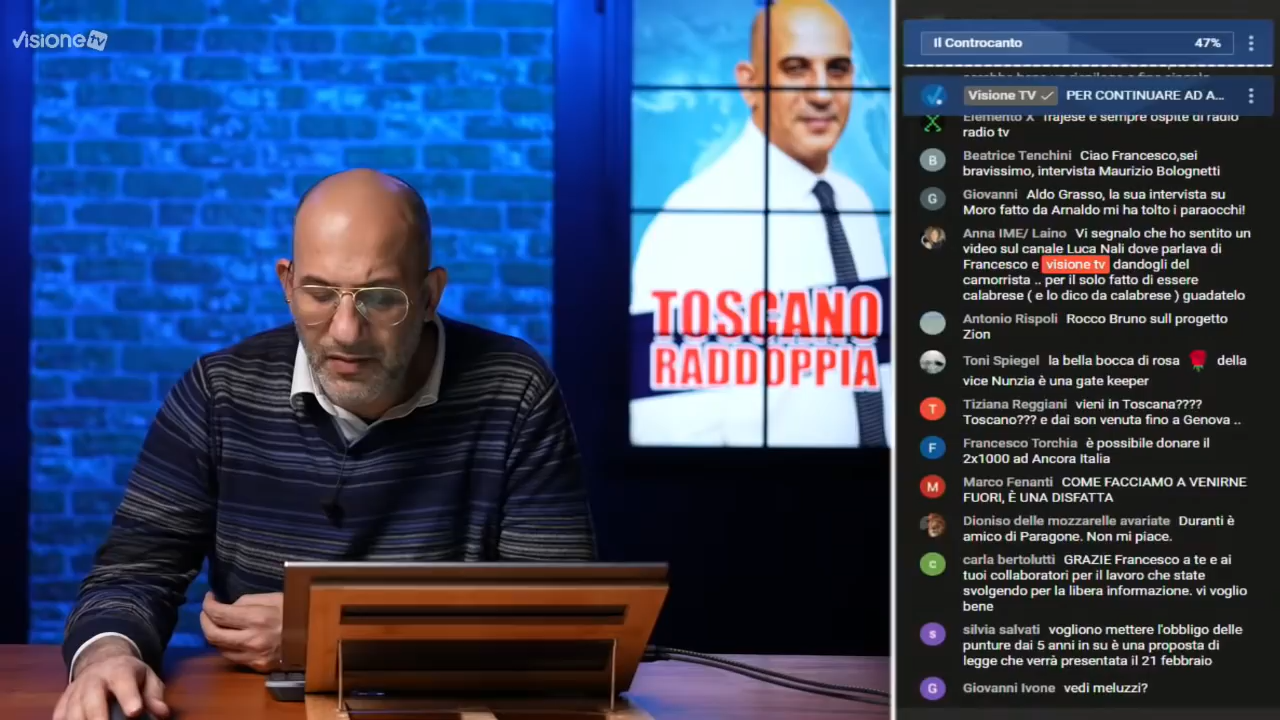 Visione tv
TOSCANO
RADDOPPIA
Il Controcanto 47%
Visione TV PER CONTINUARE AD A...
Elemento X Trajese è sempre ospite di radio
radio tv
B Beatrice Tenchini Ciao Francesco,sei
bravissimo, intervista Maurizio Bolognetti
G Giovanni Aldo Grasso, la sua intervista su
Moro fatto da Arnaldo mi ha tolto i paraocchi!
Anna IME/ Laino Vi segnalo che ho sentito un
video sul canale Luca Nali dove parlava di
Francesco e visione tv dandogli del
camorrista .. per il solo fatto di essere
calabrese ( e lo dico da calabrese ) guadatelo
Antonio Rispoli Rocco Bruno sull progetto
Zion
Toni Spiegel la bella bocca di rosa 🌹 della
vice Nunzia è una gate keeper
T Tiziana Reggiani vieni in Toscana????
Toscano??? e dai son venuta fino a Genova ..
F Francesco Torchia è possibile donare il
2x1000 ad Ancora Italia
M Marco Fenanti COME FACCIAMO A VENIRNE
FUORI, È UNA DISFATTA
Dioniso delle mozzarelle avariate Duranti è
amico di Paragone. Non mi piace.
c carla bertolutti GRAZIE Francesco a te e ai
tuoi collaboratori per il lavoro che state
svolgendo per la libera informazione. vi voglio
bene
s silvia salvati vogliono mettere l'obbligo delle
punture dai 5 anni in su è una proposta di
legge che verrà presentata il 21 febbraio
G Giovanni Ivone vedi meluzzi?